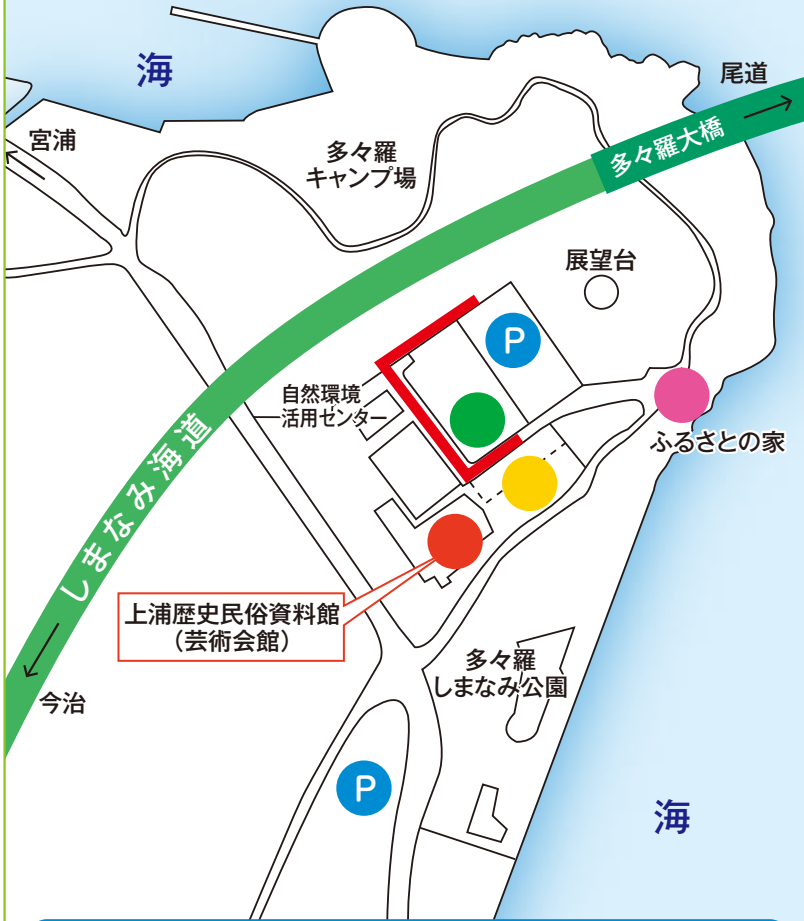 海
尾道
宮浦
多々羅大橋
多々羅
キャンプ場
展望台
P
自然環境
活用センター
ふるさとの家
しまなみ海道
上浦歴史民俗資料館
（芸術会館）
多々羅
しまなみ公園
今治
P
海